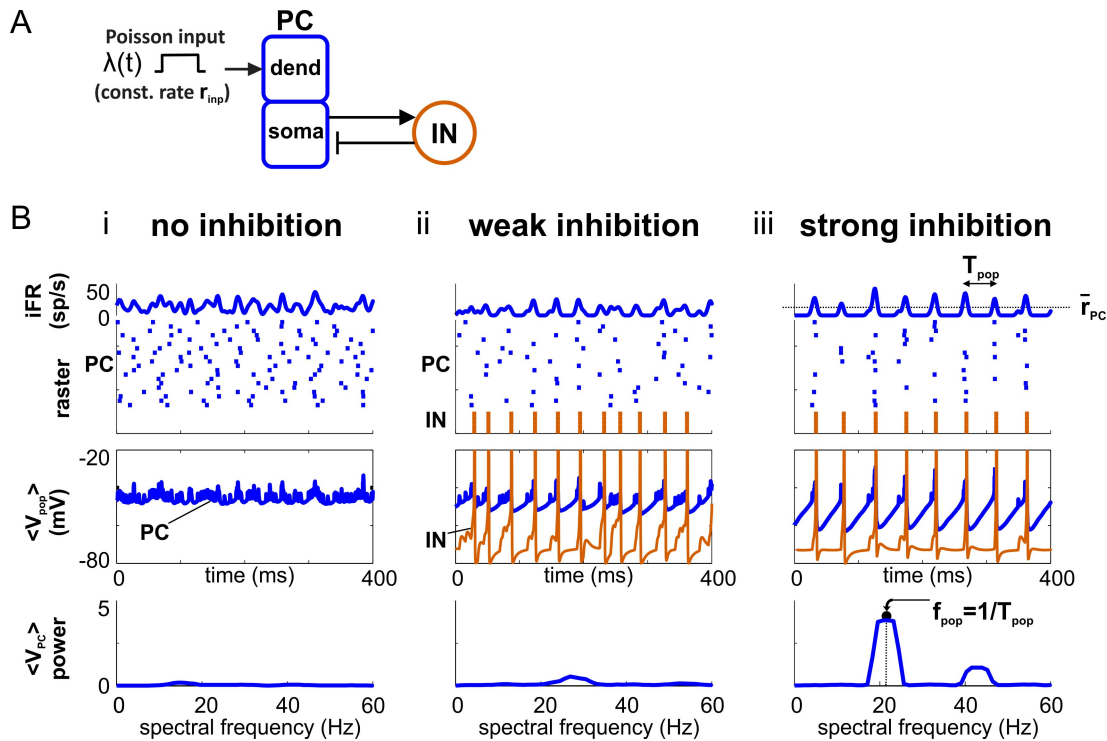 A
PC
Poisson input
λ(t)
(const. rate r_inp)
dend
soma
IN
B
i no inhibition
ii weak inhibition
iii strong inhibition
iFR
(sp/s)
50
0
T_pop
r̄_PC
raster
PC
PC
IN
<V_pop>
(mV)
-20
-80
PC
IN
0 time (ms) 400
0 time (ms) 400
0 time (ms) 400
<V_PC>
power
5
0
f_pop=1/T_pop
0 20 40 60
0 20 40 60
0 20 40 60
spectral frequency (Hz)
spectral frequency (Hz)
spectral frequency (Hz)